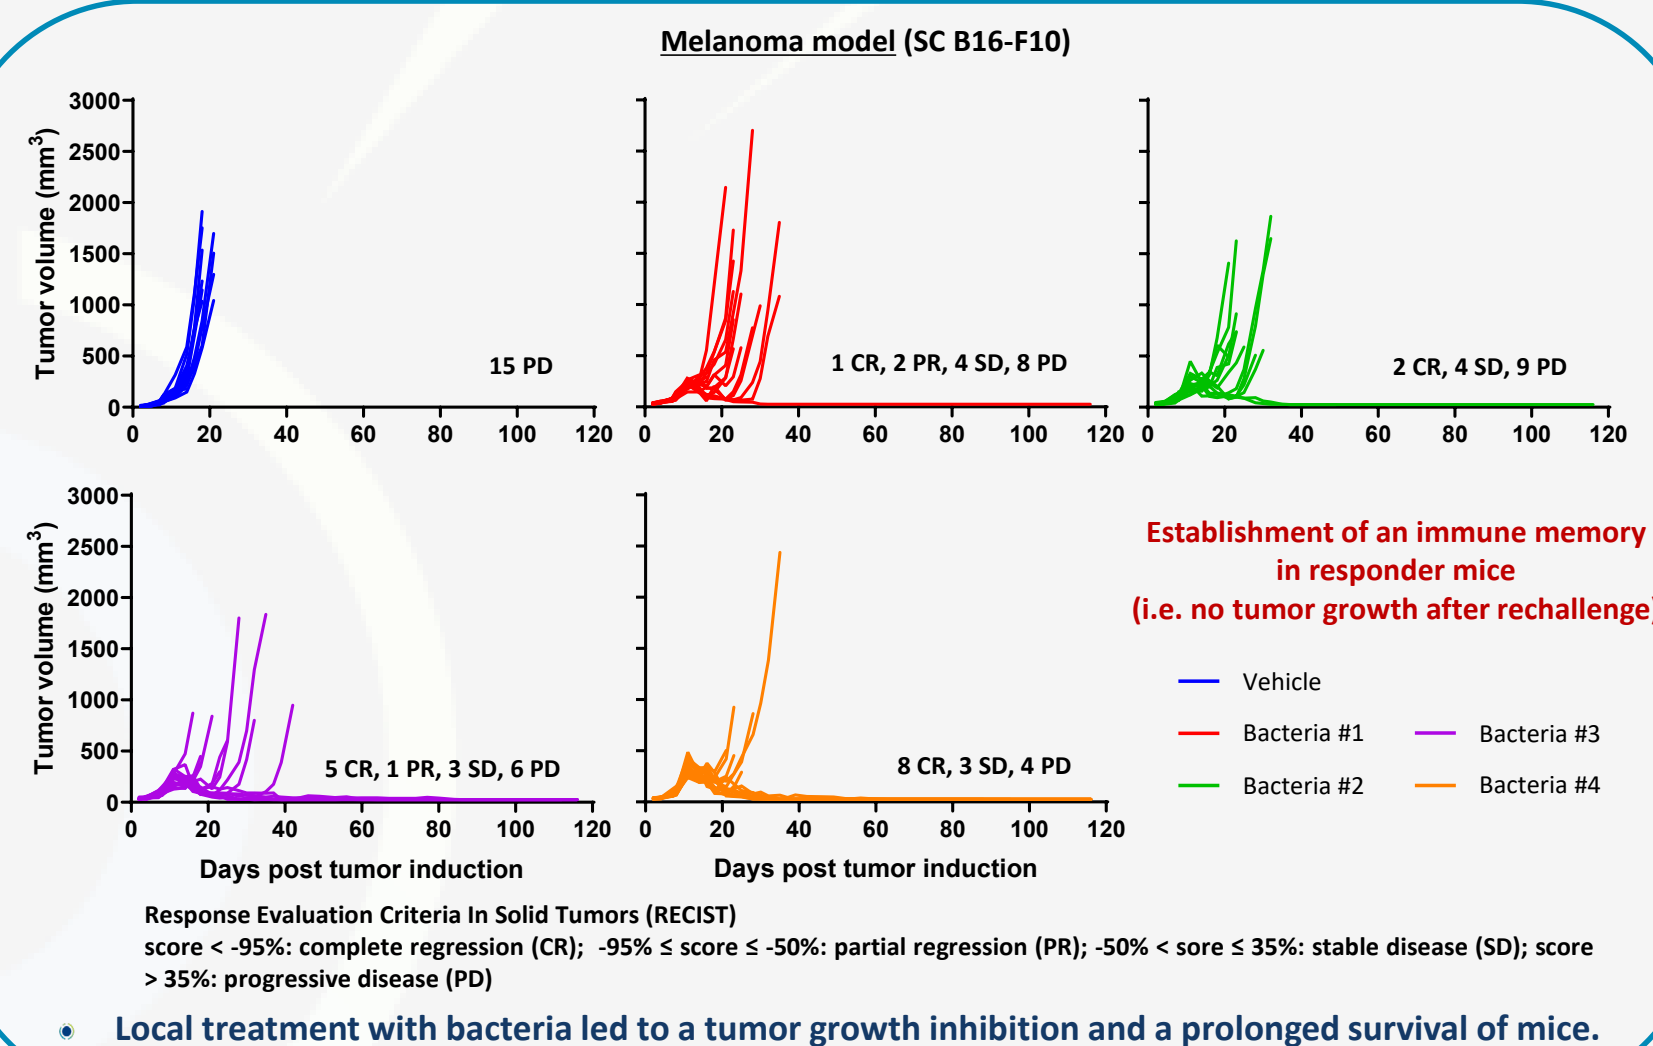 Melanoma model (SC B16-F10)
Tumor volume (mm³)
3000
2500
2000
1500
1000
500
0
0 20 40 60 80 100 120
15 PD
0 20 40 60 80 100 120
1 CR, 2 PR, 4 SD, 8 PD
0 20 40 60 80 100 120
2 CR, 4 SD, 9 PD
Tumor volume (mm³)
3000
2500
2000
1500
1000
500
0
0 20 40 60 80 100 120
5 CR, 1 PR, 3 SD, 6 PD
Days post tumor induction
0 20 40 60 80 100 120
8 CR, 3 SD, 4 PD
Days post tumor induction
Establishment of an immune memory
in responder mice
(i.e. no tumor growth after rechallenge)
Vehicle
Bacteria #1
Bacteria #2
Bacteria #3
Bacteria #4
Response Evaluation Criteria In Solid Tumors (RECIST)
score < -95%: complete regression (CR); -95% ≤ score ≤ -50%: partial regression (PR); -50% < sore ≤ 35%: stable disease (SD); score
> 35%: progressive disease (PD)
Local treatment with bacteria led to a tumor growth inhibition and a prolonged survival of mice.